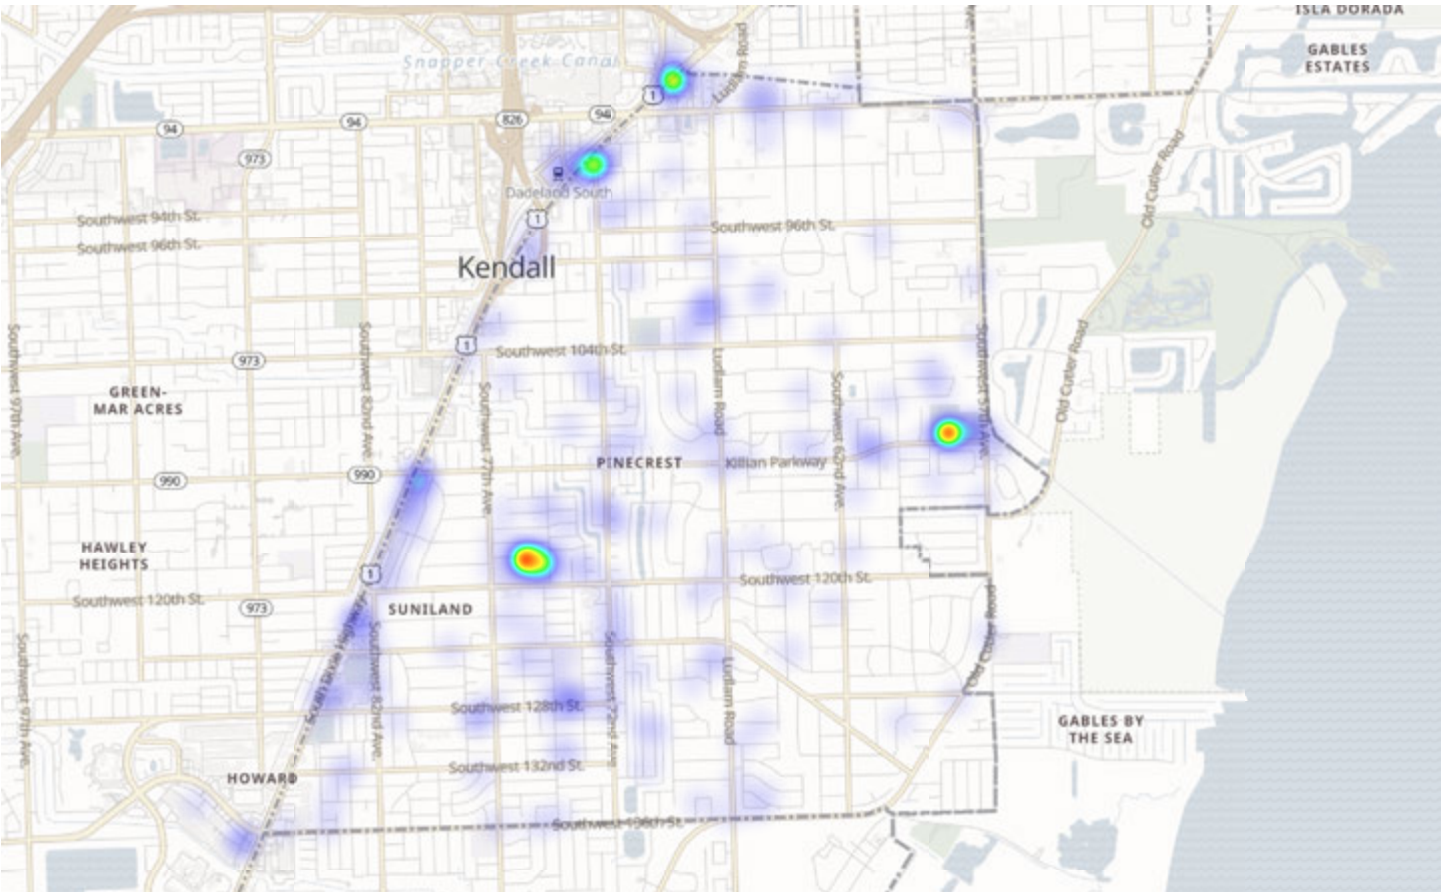 ISLA DORADA
GABLES
ESTATES
Snapper Creek Canal
Ludlam Road
1
94
94
826
94
973
Dadeland South
Old Cutler Road
Southwest 94th St.
1
Southwest 96th St.
Southwest 96th St.
Kendall
Southwest 97th Ave.
Southwest 82nd Ave.
1
973
Southwest 104th St.
Southwest 57th Ave.
Old Cutler Road
GREEN-
MAR ACRES
Southwest 77th Ave.
Ludlam Road
Southwest 62nd Ave.
PINECREST
Killian Parkway
990
990
HAWLEY
HEIGHTS
1
Southwest 120th St.
Southwest 120th St.
973
SUNILAND
Old Cutler Road
Southwest 97th Ave.
South Dixie Highway
Southwest 82nd Ave.
Southwest 72nd Ave.
Ludlam Road
Southwest 128th St.
GABLES BY
THE SEA
Southwest 132nd St.
HOWARD
Southwest 136th St.